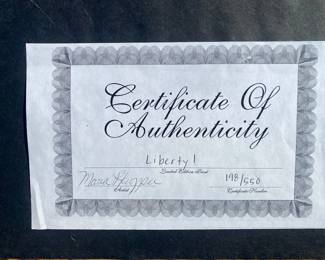 Certificate Of
Authenticity
Liberty!
Limited Edition Print
198/550
Artist
Certificate Number